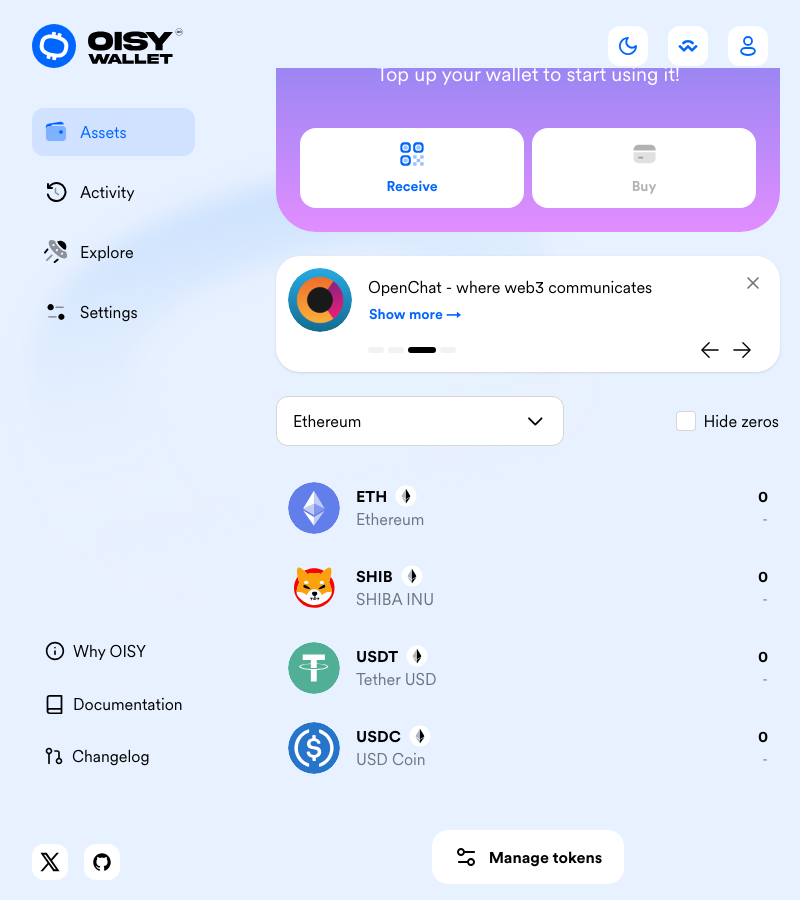 OISY
WALLET
Top up your wallet to start using it!
Assets
Activity
Explore
Settings
Receive
Buy
OpenChat - where web3 communicates
Show more →
Ethereum
Hide zeros
ETH
0
Ethereum
-
SHIB
0
SHIBA INU
-
USDT
0
Tether USD
-
USDC
0
USD Coin
-
Why OISY
Documentation
Changelog
Manage tokens